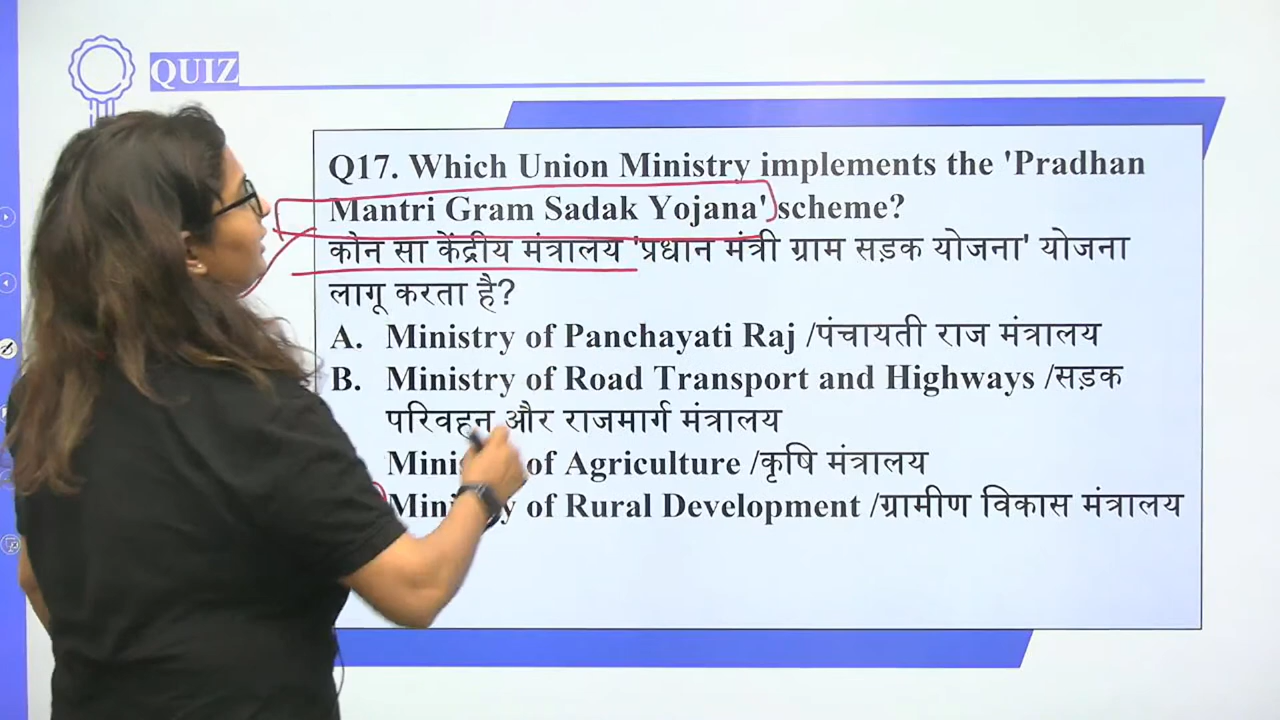 QUIZ
Q17. Which Union Ministry implements the 'Pradhan
Mantri Gram Sadak Yojana' scheme?
कोन सा केंद्रीय मंत्रालय 'प्रधान मंत्री ग्राम सड़क योजना' योजना
लागू करता है?
A. Ministry of Panchayati Raj /पंचायती राज मंत्रालय
B. Ministry of Road Transport and Highways /सड़क
परिवहन और राजमार्ग मंत्रालय
of Agriculture /कृषि मंत्रालय
of Rural Development /ग्रामीण विकास मंत्रालय